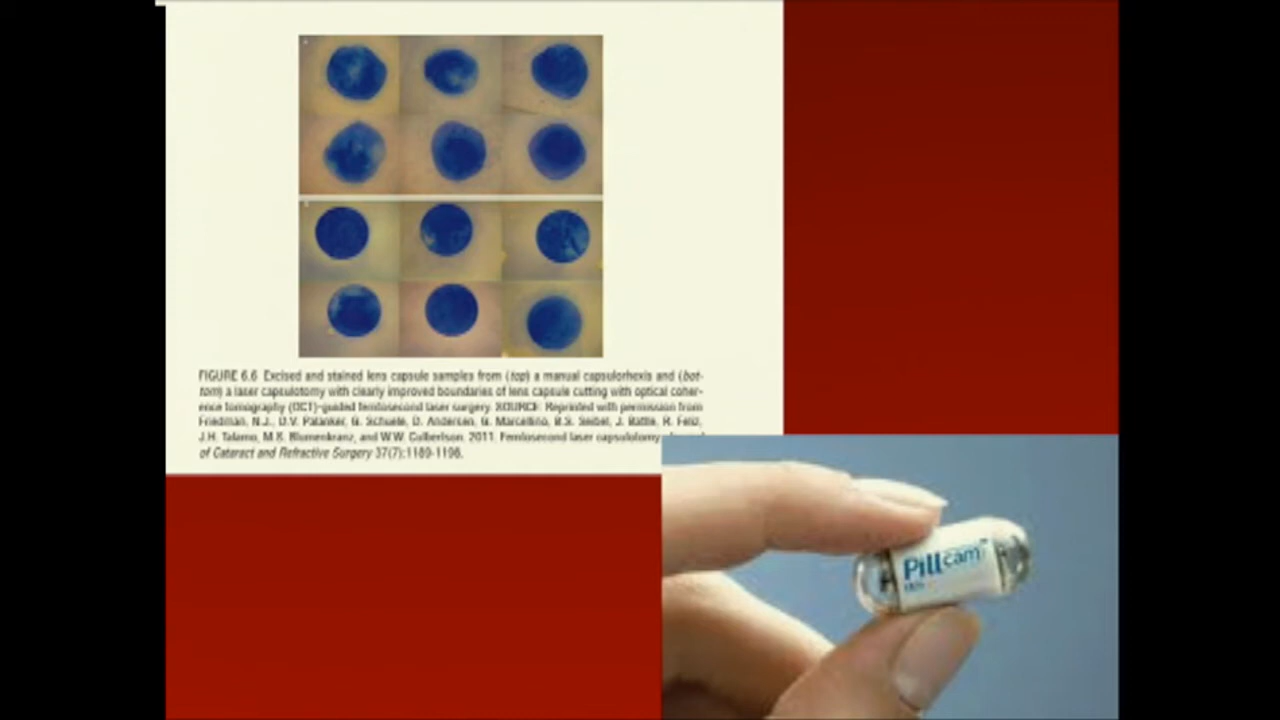 FIGURE 6.6 Excised and stained lens capsule samples from (top) a manual capsulorhexis and (bot-
tom) a laser capsulotomy with clearly improved boundaries of lens capsule cutting with optical coher-
ence tomography (OCT)-guided femtosecond laser surgery. SOURCE: Reprinted with permission from
Friedman, N.J., D.V. Palanker, G. Schuele, D. Andersen, G. Marcellino, B.S. Seibel, J. Batlle, R. Feliz,
J.H. Talamo, M.S. Blumenkranz, and W.W. Culbertson. 2011. Femtosecond laser capsulotomy.
of Cataract and Refractive Surgery 37(7):1189-1198.
Pillcam™